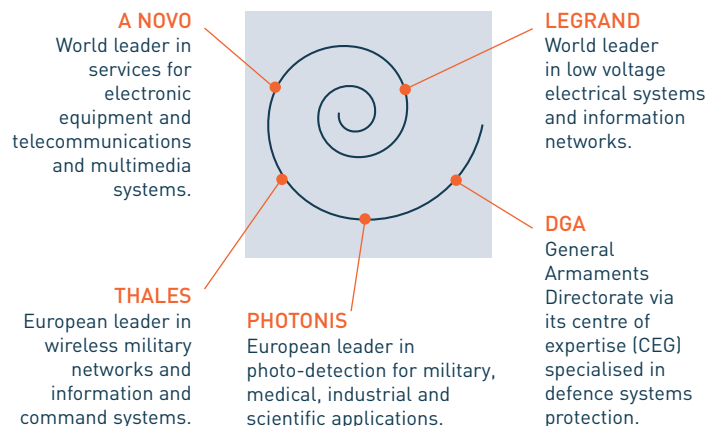 A NOVO
World leader in
services for
electronic
equipment and
telecommunications
and multimedia
systems.
LEGRAND
World leader
in low voltage
electrical systems
and information
networks.
THALES
European leader in
wireless military
networks and
information and
command systems.
PHOTONIS
European leader in
photo-detection for military,
medical, industrial and
scientific applications.
DGA
General
Armaments
Directorate via
its centre of
expertise (CEG)
specialised in
defence systems
protection.